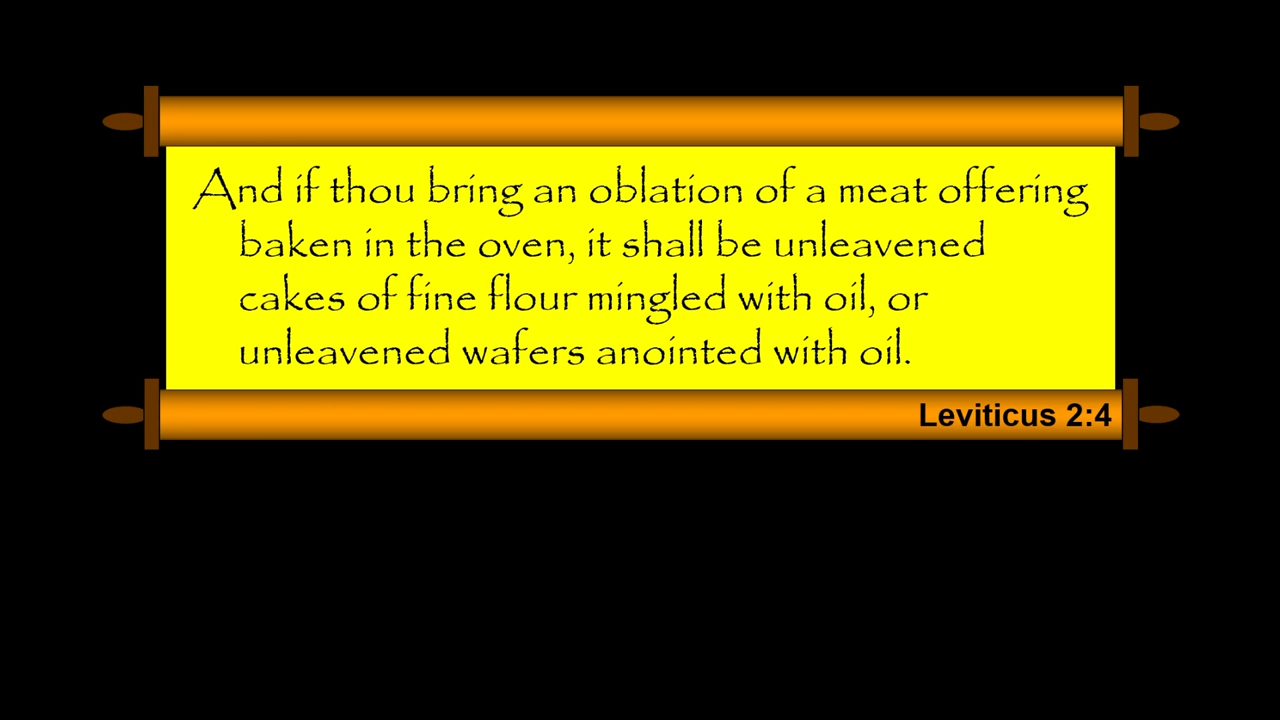 And if thou bring an oblation of a meat offering
baken in the oven, it shall be unleavened
cakes of fine flour mingled with oil, or
unleavened wafers anointed with oil.
Leviticus 2:4